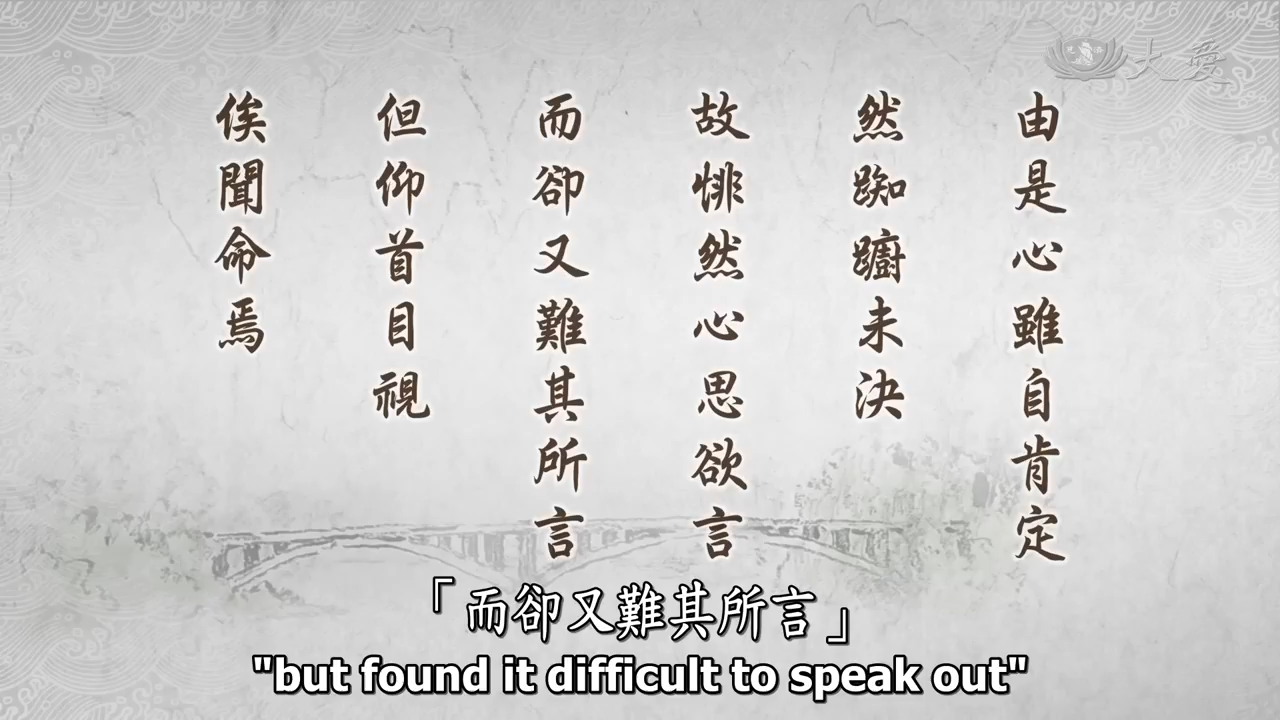 大愛
由是心雖自肯定
然踟躕未決
故悱然心思欲言
而卻又難其所言
但仰首目視
俟聞命焉
「而卻又難其所言」
"but found it difficult to speak out"